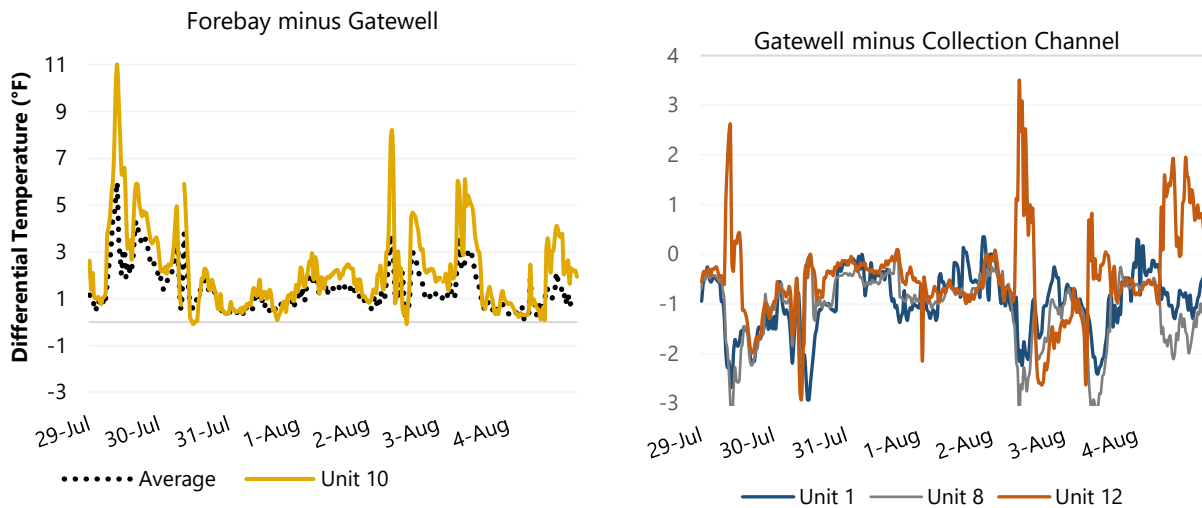 Forebay minus Gatewell
Differential Temperature (°F)
11
9
7
5
3
1
-1
-3
29-Jul
30-Jul
31-Jul
1-Aug
2-Aug
3-Aug
4-Aug
Average
Unit 10
Gatewell minus Collection Channel
4
3
2
1
0
-1
-2
-3
29-Jul
30-Jul
31-Jul
1-Aug
2-Aug
3-Aug
4-Aug
Unit 1
Unit 8
Unit 12